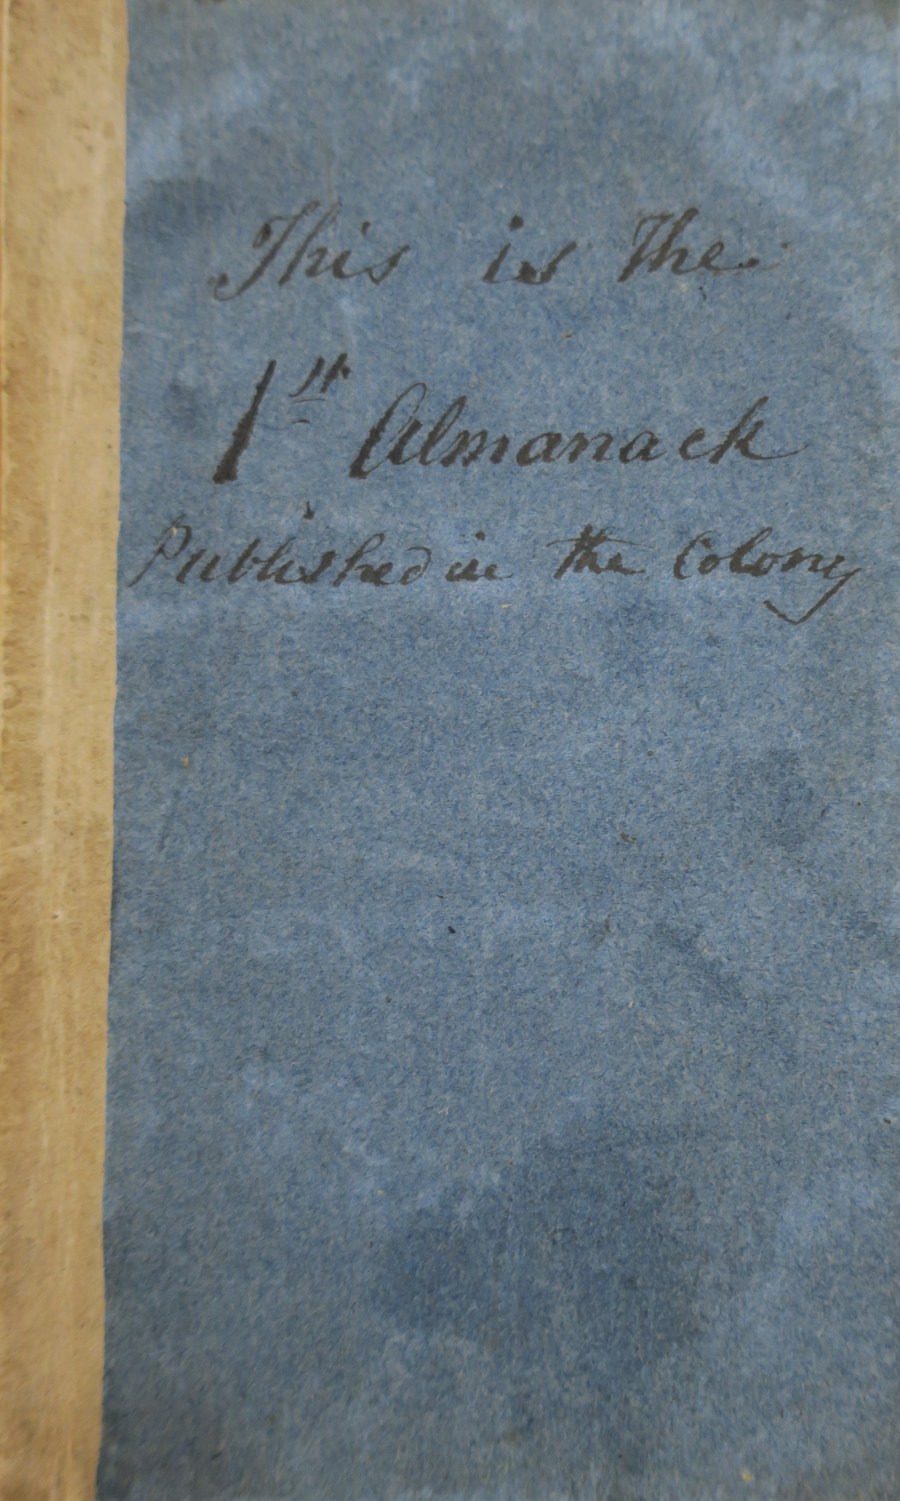 This is the
1st Almanack
Published in the Colony